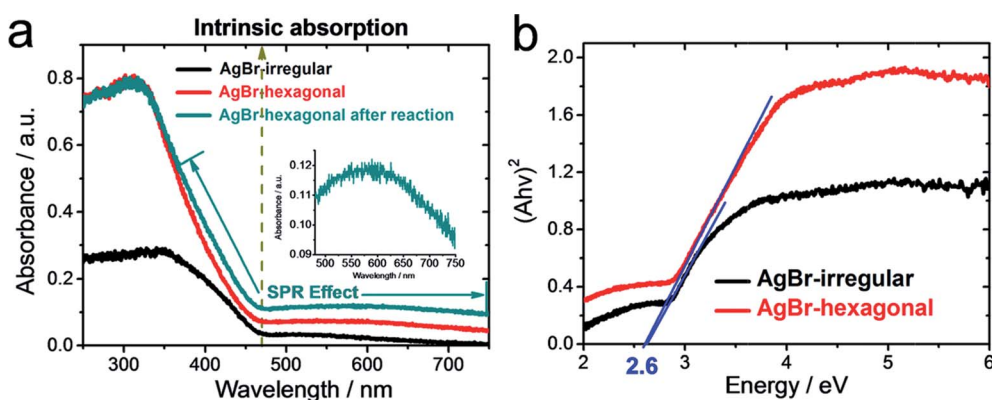 a
Intrinsic absorption
AgBr-irregular
AgBr-hexagonal
AgBr-hexagonal after reaction
Absorbance / a.u.
0.8
0.6
0.4
0.2
0.0
300
400
500
600
700
Wavelength / nm
SPR Effect
Absorbance / a.u.
0.12
0.11
0.10
0.09
500
550
600
650
700
750
Wavelength / nm
b
(Ahv)²
2.0
1.6
1.2
0.8
0.4
0.0
AgBr-irregular
AgBr-hexagonal
2
3
4
5
6
2.6
Energy / eV